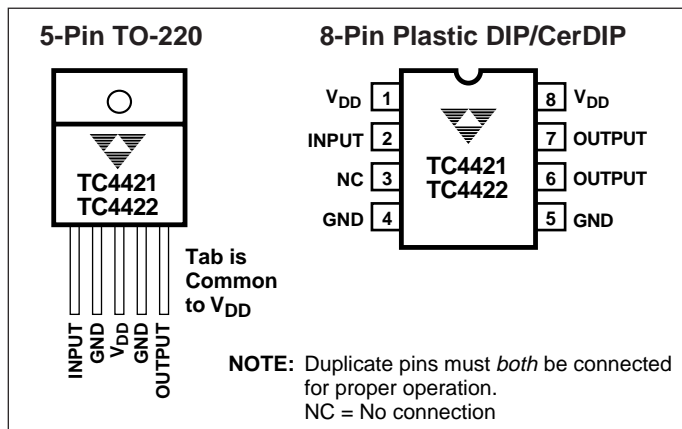 5-Pin TO-220
TC4421
TC4422
Tab is
Common
to VDD
INPUT
GND
VDD
GND
OUTPUT
8-Pin Plastic DIP/CerDIP
VDD 1
INPUT 2
NC 3
GND 4
TC4421
TC4422
8 VDD
7 OUTPUT
6 OUTPUT
5 GND
NOTE: Duplicate pins must both be connected
for proper operation.
NC = No connection